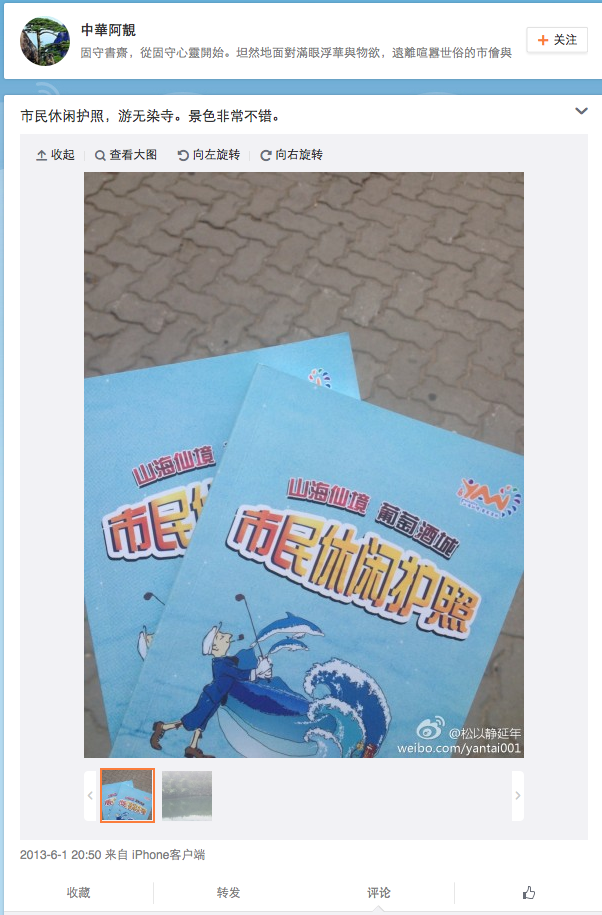 中華阿靚
固守書齋，從固守心靈開始。坦然地面對滿眼浮華與物欲，遠離喧囂世俗的市儈與
+ 关注
市民休闲护照，游无染寺。景色非常不错。
收起 查看大图 向左旋转 向右旋转
山海仙境
市民
山海仙境 葡萄酒城
市民休闲护照
@松以静延年
weibo.com/yantai001
2013-6-1 20:50 来自 iPhone客户端
收藏 转发 评论